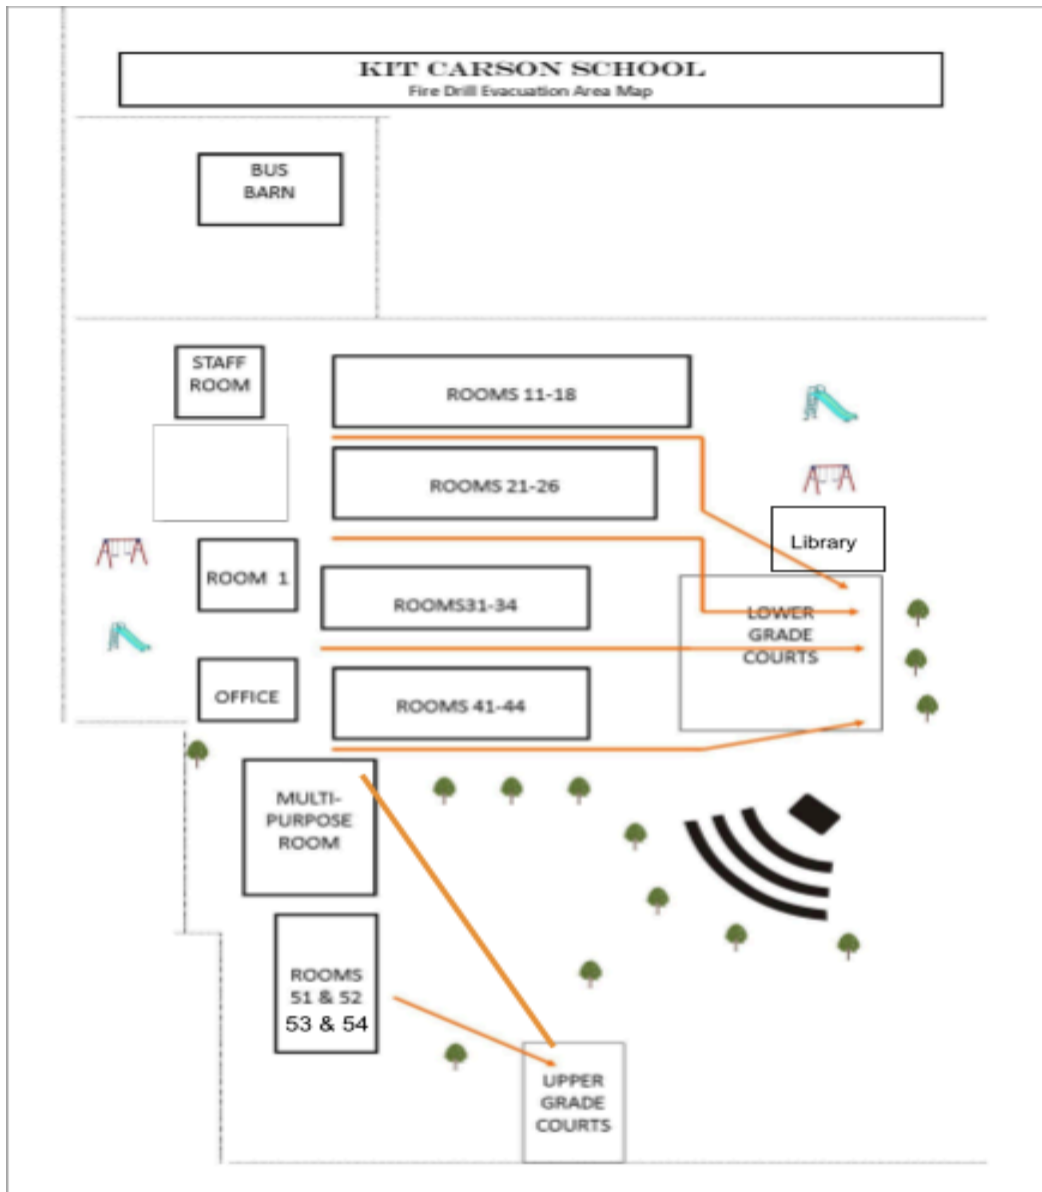 KIT CARSON SCHOOL
Fire Drill Evacuation Area Map
BUS
BARN
STAFF
ROOM
ROOMS 11-18
ROOMS 21-26
Library
ROOM 1
ROOMS31-34
LOWER
GRADE
COURTS
OFFICE
ROOMS 41-44
MULTI-
PURPOSE
ROOM
ROOMS
51 & 52
53 & 54
UPPER
GRADE
COURTS